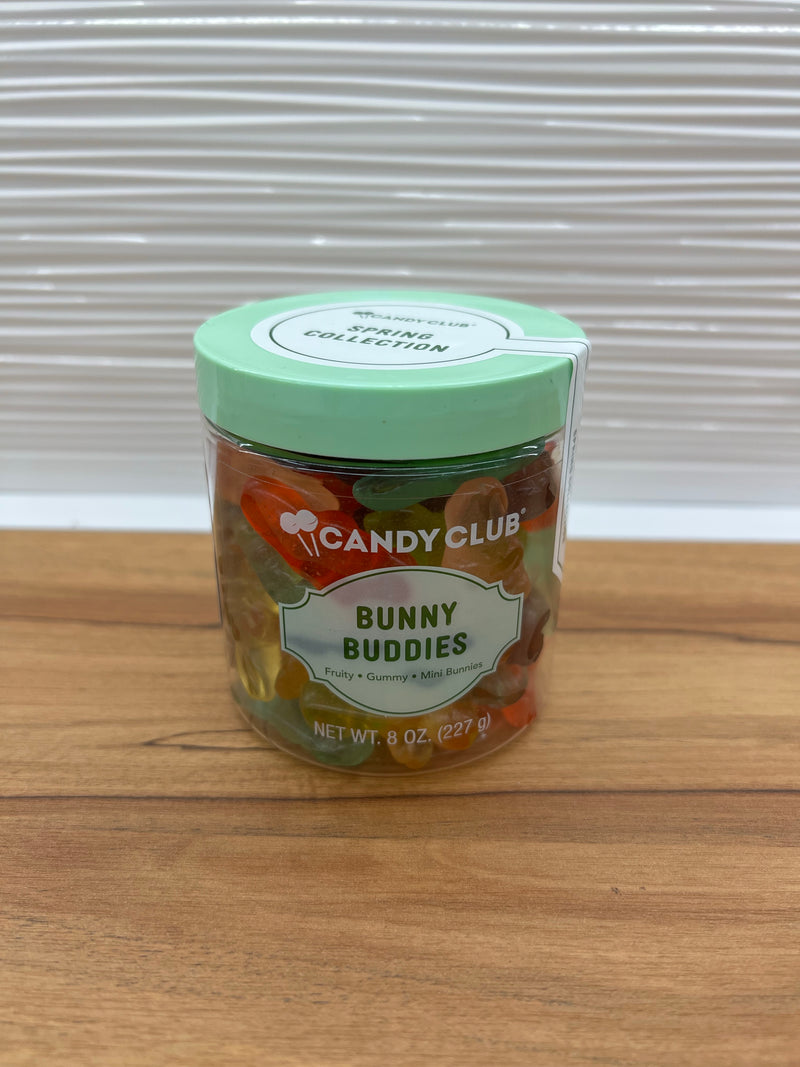 CANDY CLUB®
SPRING
COLLECTION
CANDY CLUB®
BUNNY
BUDDIES
Fruity • Gummy • Mini Bunnies
NET WT. 8 OZ. (227 g)